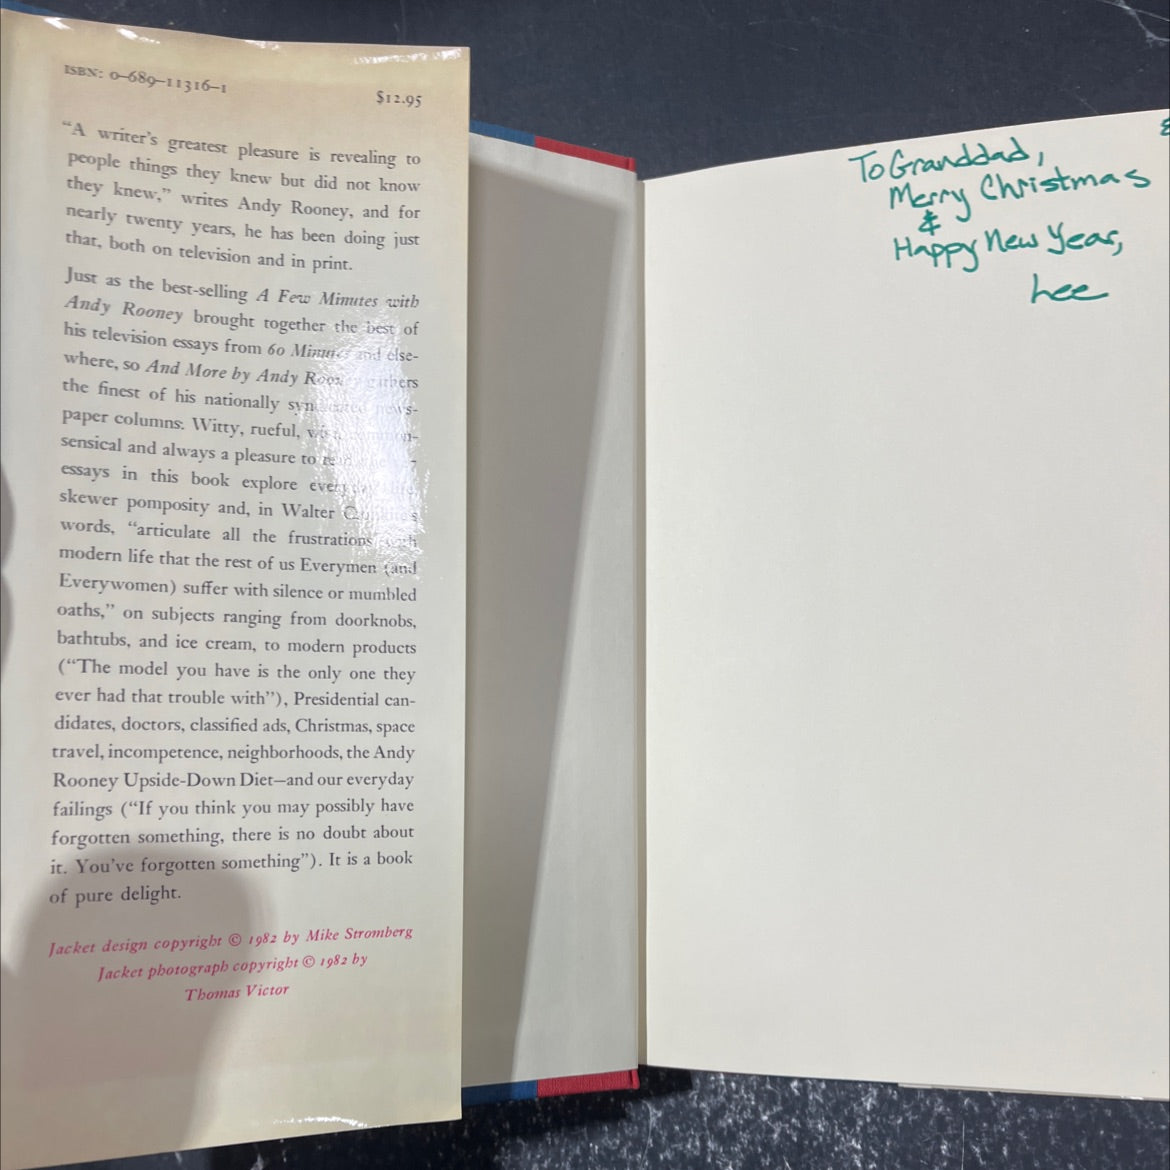 ISBN: 0-689-11316-1
$12.95
“A writer's greatest pleasure is revealing to
people things they knew but did not know
they knew,” writes Andy Rooney, and for
nearly twenty years, he has been doing just
that, both on television and in print.
Just as the best-selling A Few Minutes with
Andy Rooney brought together the best of
his television essays from 60 Minutes and else-
where, so And More by Andy Rooney gathers
the finest of his nationally syndicated news-
paper columns. Witty, rueful,
sensical and always a pleasure to read,
essays in this book explore everyday life,
skewer pomposity and, in Walter Cronkite's
words, “articulate all the frustrations with
modern life that the rest of us Everymen (and
Everywomen) suffer with silence or mumbled
oaths,” on subjects ranging from doorknobs,
bathtubs, and ice cream, to modern products
(“The model you have is the only one they
ever had that trouble with”), Presidential can-
didates, doctors, classified ads, Christmas, space
travel, incompetence, neighborhoods, the Andy
Rooney Upside-Down Diet—and our everyday
failings (“If you think you may possibly have
forgotten something, there is no doubt about
it. You've forgotten something”). It is a book
of pure delight.
Jacket design copyright © 1982 by Mike Stromberg
Jacket photograph copyright © 1982 by
Thomas Victor
To Granddad,
Merry Christmas
&
Happy New Year,
Lee